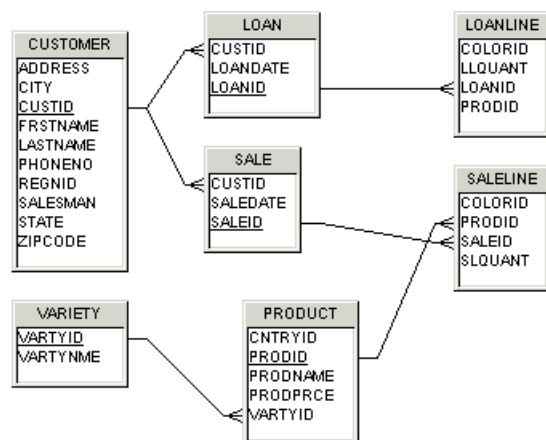 CUSTOMER
ADDRESS
CITY
CUSTID
FRSTNAME
LASTNAME
PHONENO
REGNID
SALESMAN
STATE
ZIPCODE
LOAN
CUSTID
LOANDATE
LOANID
LOANLINE
COLORID
LLQUANT
LOANID
PRODID
SALE
CUSTID
SALEDATE
SALEID
SALELINE
COLORID
PRODID
SALEID
SLQUANT
VARIETY
VARTYID
VARTYNME
PRODUCT
CNTRYID
PRODID
PRODNAME
PRODPRCE
VARTYID